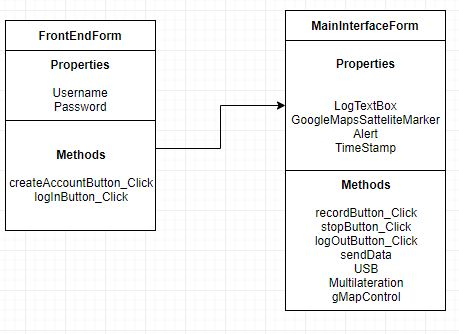 FrontEndForm
Properties
Username
Password
Methods
createAccountButton_Click
logInButton_Click
MainInterfaceForm
Properties
LogTextBox
GoogleMapsSatteliteMarker
Alert
TimeStamp
Methods
recordButton_Click
stopButton_Click
logOutButton_Click
sendData
USB
Multilateration
gMapControl